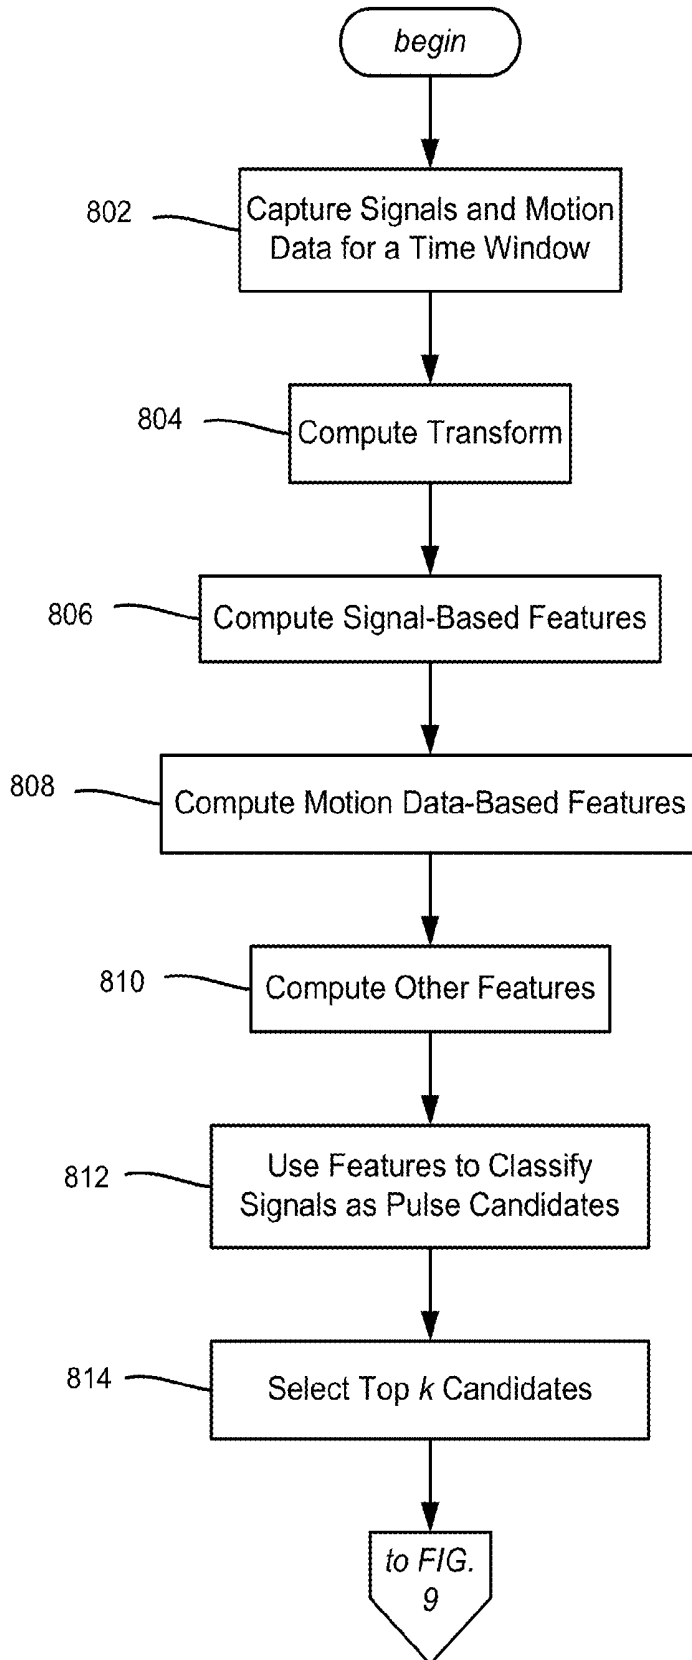 begin
802
Capture Signals and Motion
Data for a Time Window
804
Compute Transform
806
Compute Signal-Based Features
808
Compute Motion Data-Based Features
810
Compute Other Features
812
Use Features to Classify
Signals as Pulse Candidates
814
Select Top k Candidates
to FIG.
9